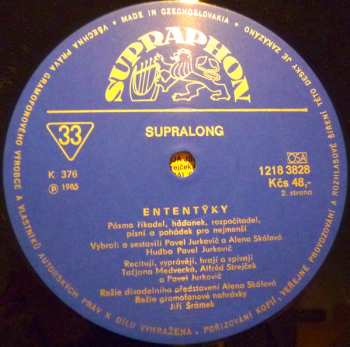 VŠECHNA PRÁVA GRAMOFONOVÉHO VÝROBCE A VLASTNÍKŮ AUTORSKÝCH PRÁV K DÍLU VYHRAZENA • POŘIZOVÁNÍ KOPIÍ, VEŘEJNÉ PROVOZOVÁNÍ A ROZHLASOVÉ ŠÍŘENÍ TÉTO DESKY JE ZAKÁZÁNO
MADE IN CZECHOSLOVAKIA
SUPRAPHON
33
SUPRALONG
OSA
K 376
1218 3828
Ⓟ 1985
Kčs 48,-
2. strana
ENTENTÝKY
Pásmo říkadel, hádanek, rozpočítadel,
písní a pohádek pro nejmenší
Vybrali a sestavili Pavel Jurkovič a Alena Skálová
Hudba Pavel Jurkovič
Recitují, vyprávějí, hrají a zpívají
Taťjana Medvecká, Alfréd Strejček
a Pavel Jurkovič
Režie divadelního představení Alena Skálová
Režie gramofonové nahrávky
Jiří Šrámek